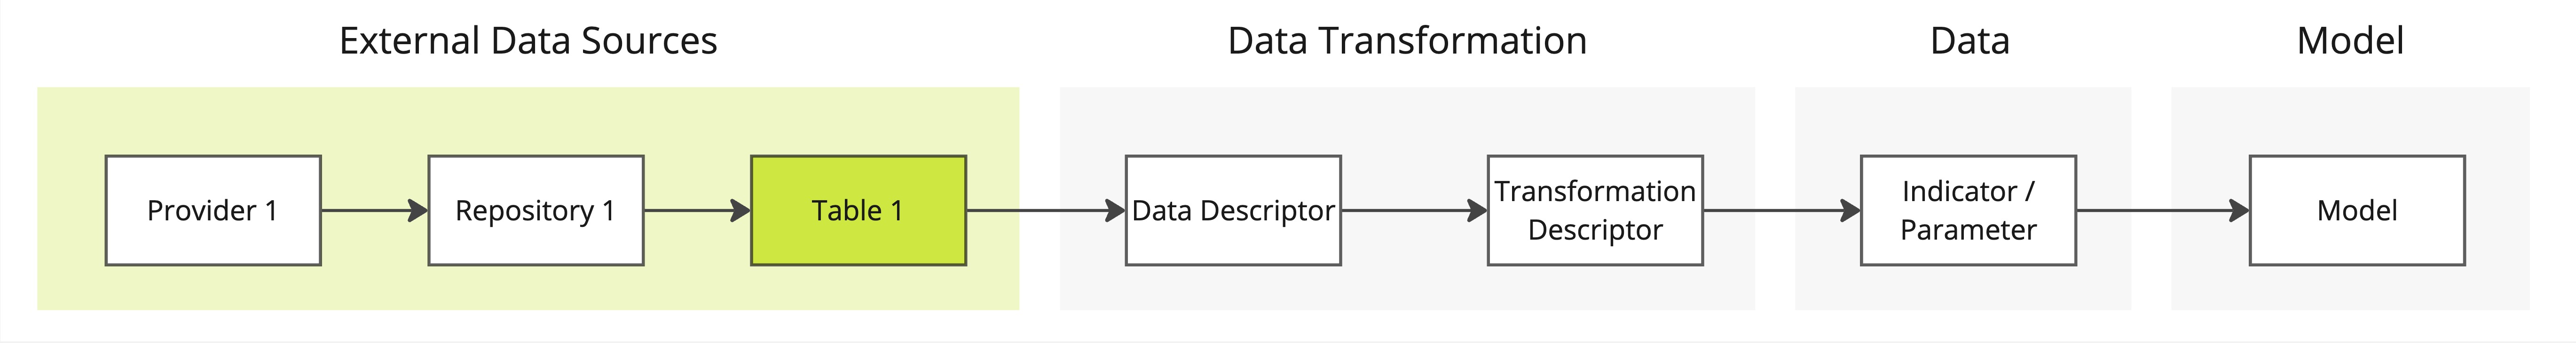 External Data Sources
Data Transformation
Data
Model
Provider 1
Repository 1
Table 1
Data Descriptor
Transformation
Descriptor
Indicator /
Parameter
Model